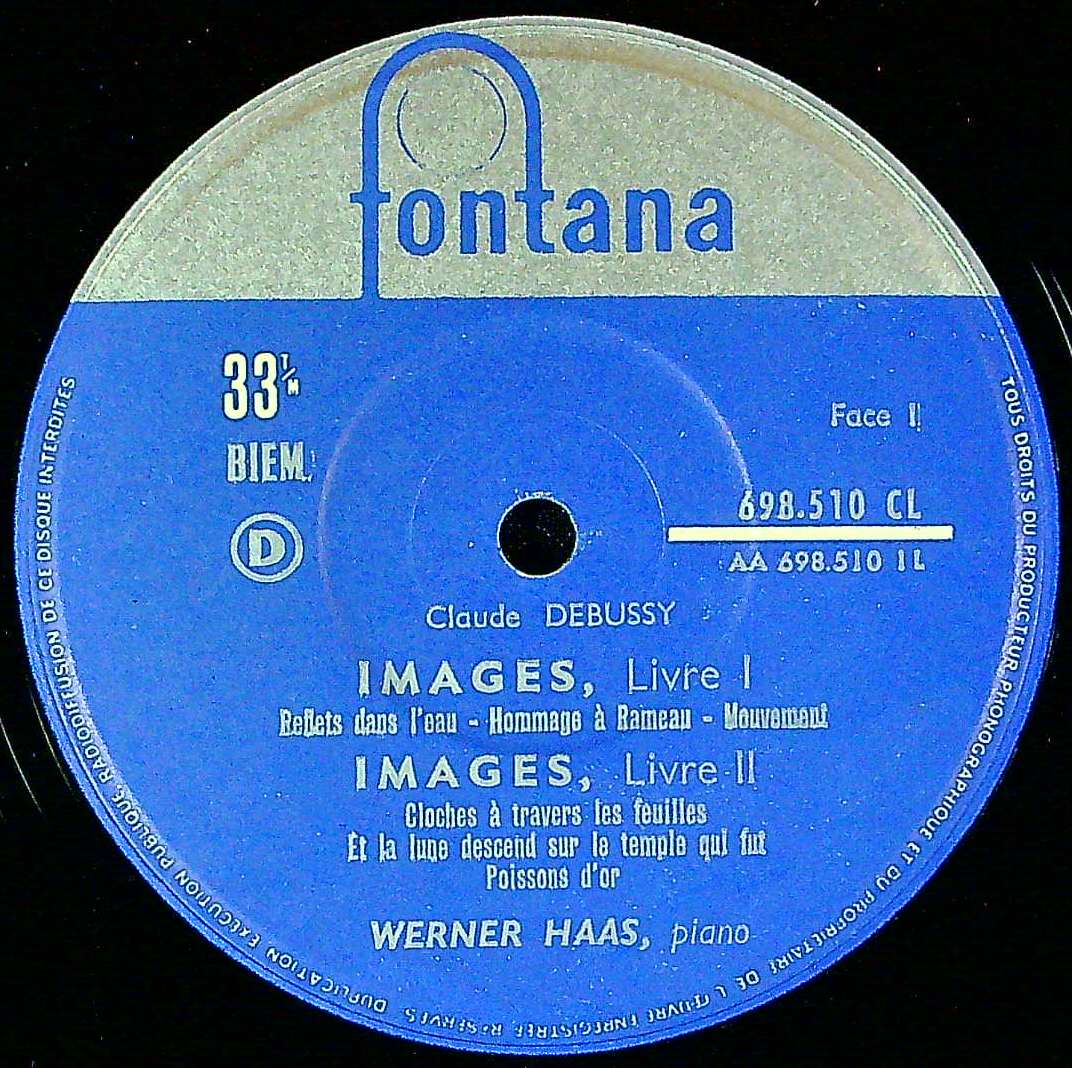 fontana
33 T/M
BIEM.
D
Face I
698.510 CL
AA 698.510 1 L
Claude DEBUSSY
IMAGES, Livre I
Reflets dans l'eau - Hommage à Rameau - Mouvement
IMAGES, Livre II
Cloches à travers les feuilles
Et la lune descend sur le temple qui fut
Poissons d'or
WERNER HAAS, piano
TOUS DROITS DU PRODUCTEUR PHONOGRAPHIQUE ET DU PROPRIETAIRE DE L'ŒUVRE ENREGISTRÉE RÉSERVÉS. DUPLICATION EXÉCUTION PUBLIQUE, RADIODIFFUSION DE CE DISQUE INTERDITES